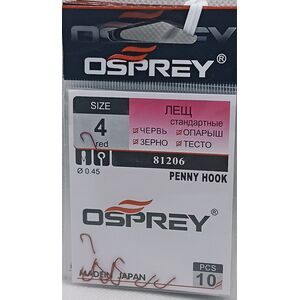 OSPREY®
SIZE
4
red
Ø 0.45
ЛЕЩ
стандартные
ЧЕРВЬ ОПАРЫШ
ЗЕРНО ТЕСТО
81206
PENNY HOOK
OSPREY®
MADE IN JAPAN
PCS
10